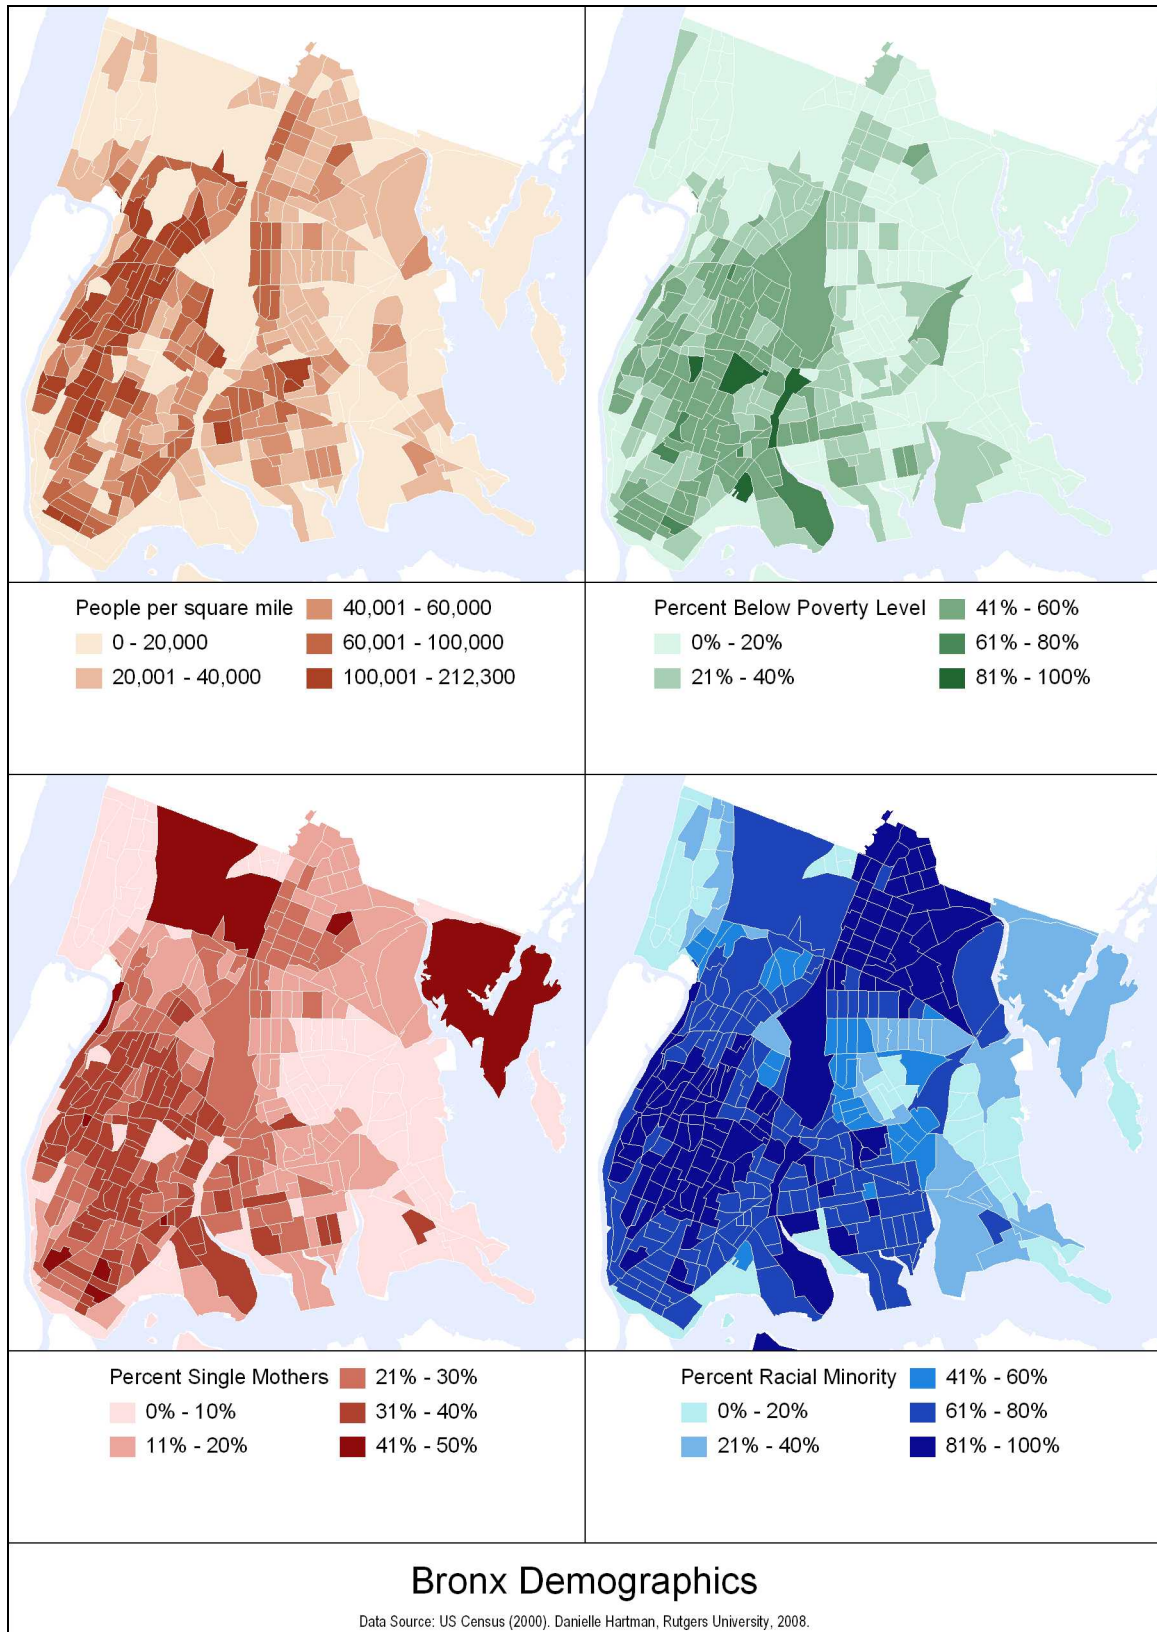 People per square mile
0 - 20,000
20,001 - 40,000
40,001 - 60,000
60,001 - 100,000
100,001 - 212,300
Percent Below Poverty Level
0% - 20%
21% - 40%
41% - 60%
61% - 80%
81% - 100%
Percent Single Mothers
0% - 10%
11% - 20%
21% - 30%
31% - 40%
41% - 50%
Percent Racial Minority
0% - 20%
21% - 40%
41% - 60%
61% - 80%
81% - 100%
Bronx Demographics
Data Source: US Census (2000). Danielle Hartman, Rutgers University, 2008.